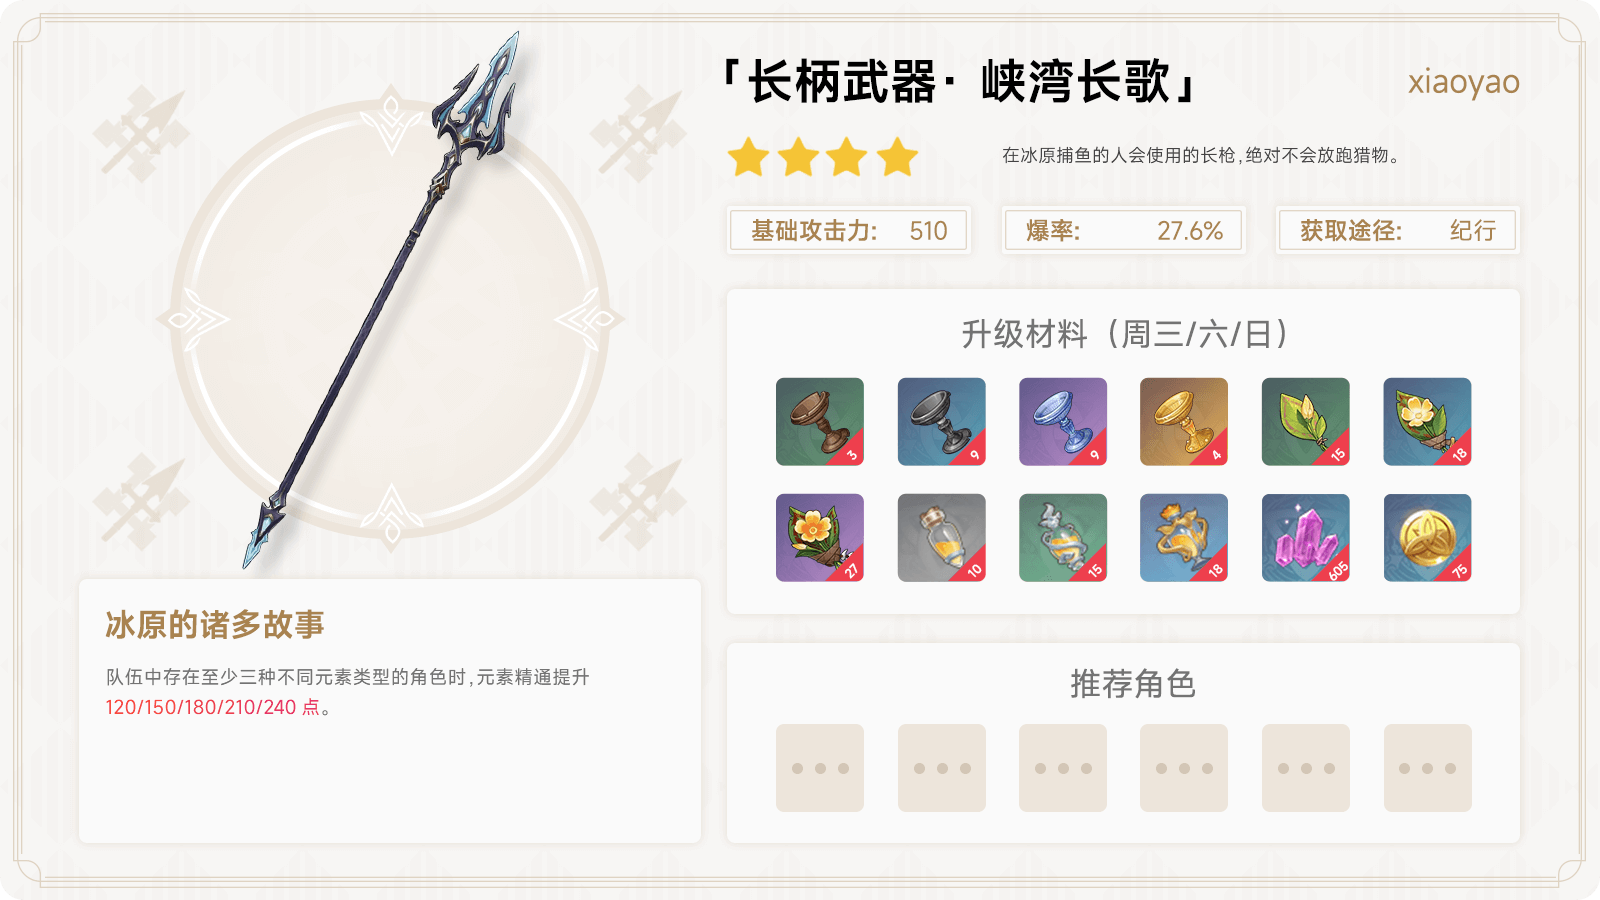 「长柄武器· 峡湾长歌」
xiaoyao
在冰原捕鱼的人会使用的长枪,绝对不会放跑猎物。
基础攻击力: 510
爆率: 27.6%
获取途径: 纪行
升级材料（周三/六/日）
3
9
9
4
15
18
27
10
15
18
605
75
冰原的诸多故事
队伍中存在至少三种不同元素类型的角色时,元素精通提升
120/150/180/210/240 点。
推荐角色